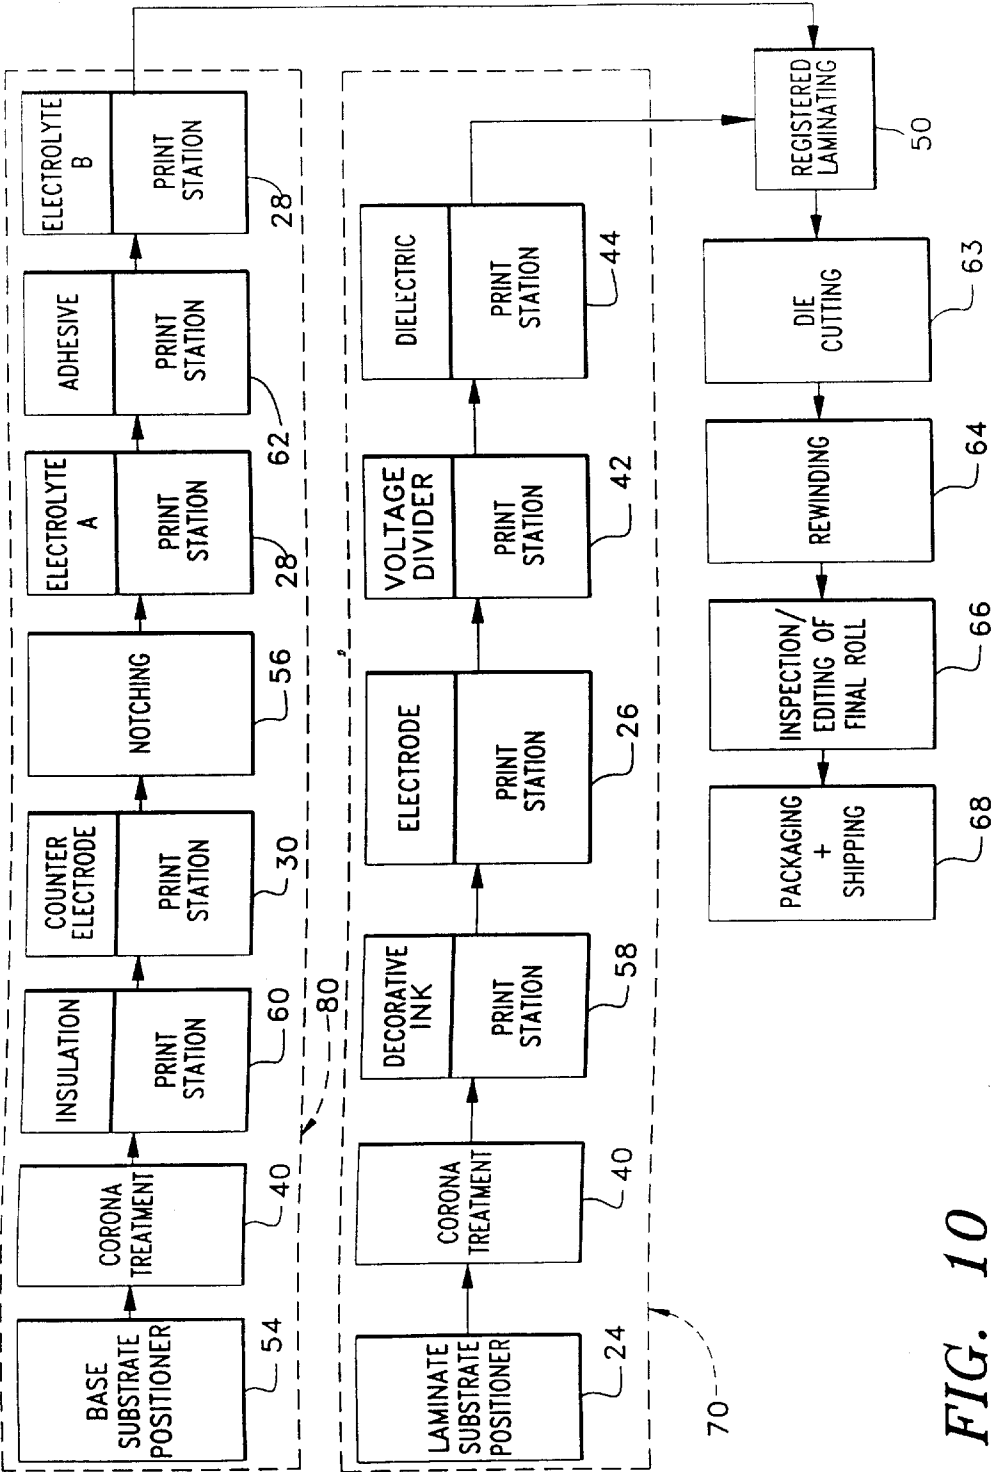 BASE
SUBSTRATE
POSITIONER
54
CORONA
TREATMENT
40
INSULATION
PRINT
STATION
60
COUNTER
ELECTRODE
PRINT
STATION
30
NOTCHING
56
ELECTROLYTE
A
PRINT
STATION
28
ADHESIVE
PRINT
STATION
62
ELECTROLYTE
B
PRINT
STATION
28
80
LAMINATE
SUBSTRATE
POSITIONER
24
CORONA
TREATMENT
40
DECORATIVE
INK
PRINT
STATION
58
ELECTRODE
PRINT
STATION
26
VOLTAGE
DIVIDER
PRINT
STATION
42
DIELECTRIC
PRINT
STATION
44
70
REGISTERED
LAMINATING
50
DIE
CUTTING
63
REWINDING
64
INSPECTION/
EDITING OF
FINAL ROLL
66
PACKAGING
+
SHIPPING
68
FIG. 10